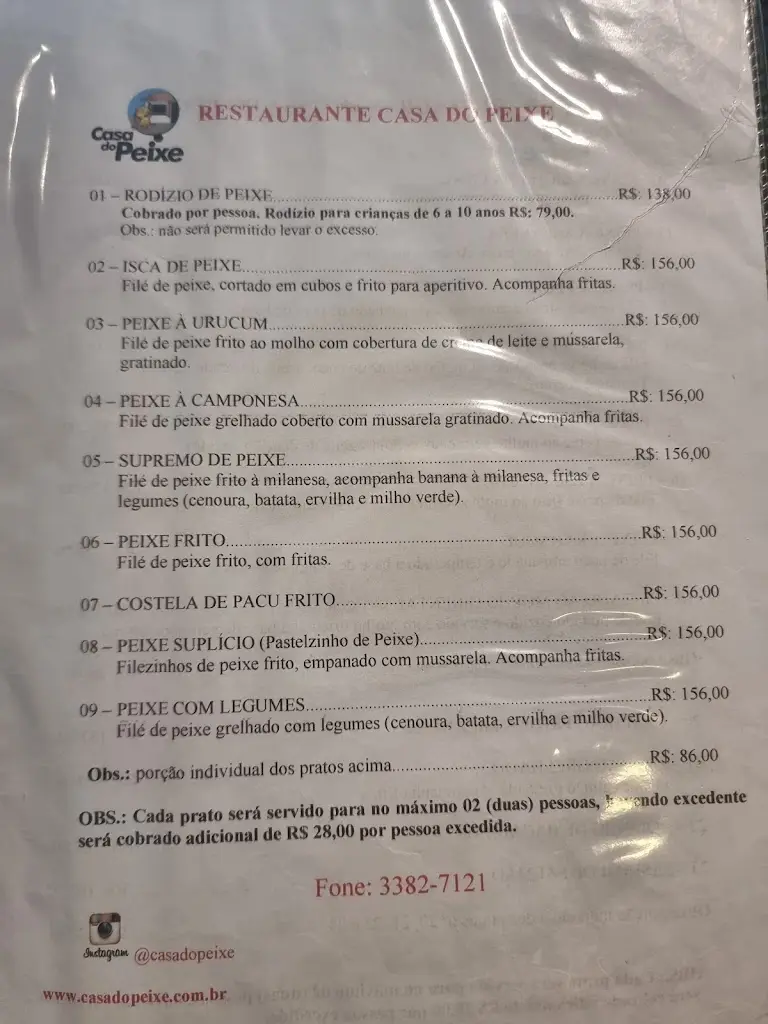 Casa
do Peixe
RESTAURANTE CASA DO PEIXE
01 – RODÍZIO DE PEIXE..........R$: 138,00
Cobrado por pessoa. Rodízio para crianças de 6 a 10 anos R$: 79,00.
Obs.: não será permitido levar o excesso.
02 – ISCA DE PEIXE..........R$: 156,00
Filé de peixe, cortado em cubos e frito para aperitivo. Acompanha fritas.
03 – PEIXE À URUCUM..........R$: 156,00
Filé de peixe frito ao molho com cobertura de creme de leite e mussarela,
gratinado.
04 – PEIXE À CAMPONESA..........R$: 156,00
Filé de peixe grelhado coberto com mussarela gratinado. Acompanha fritas.
05 – SUPREMO DE PEIXE..........R$: 156,00
Filé de peixe frito à milanesa, acompanha banana à milanesa, fritas e
legumes (cenoura, batata, ervilha e milho verde).
06 – PEIXE FRITO..........R$: 156,00
Filé de peixe frito, com fritas.
07 – COSTELA DE PACU FRITO..........R$: 156,00
08 – PEIXE SUPLÍCIO (Pastelzinho de Peixe)..........R$: 156,00
Filezinhos de peixe frito, empanado com mussarela. Acompanha fritas.
09 – PEIXE COM LEGUMES..........R$: 156,00
Filé de peixe grelhado com legumes (cenoura, batata, ervilha e milho verde).
Obs.: porção individual dos pratos acima..........R$: 86,00
OBS.: Cada prato será servido para no máximo 02 (duas) pessoas, havendo excedente
será cobrado adicional de R$ 28,00 por pessoa excedida.
Fone: 3382-7121
Instagram @casadopeixe
www.casadopeixe.com.br